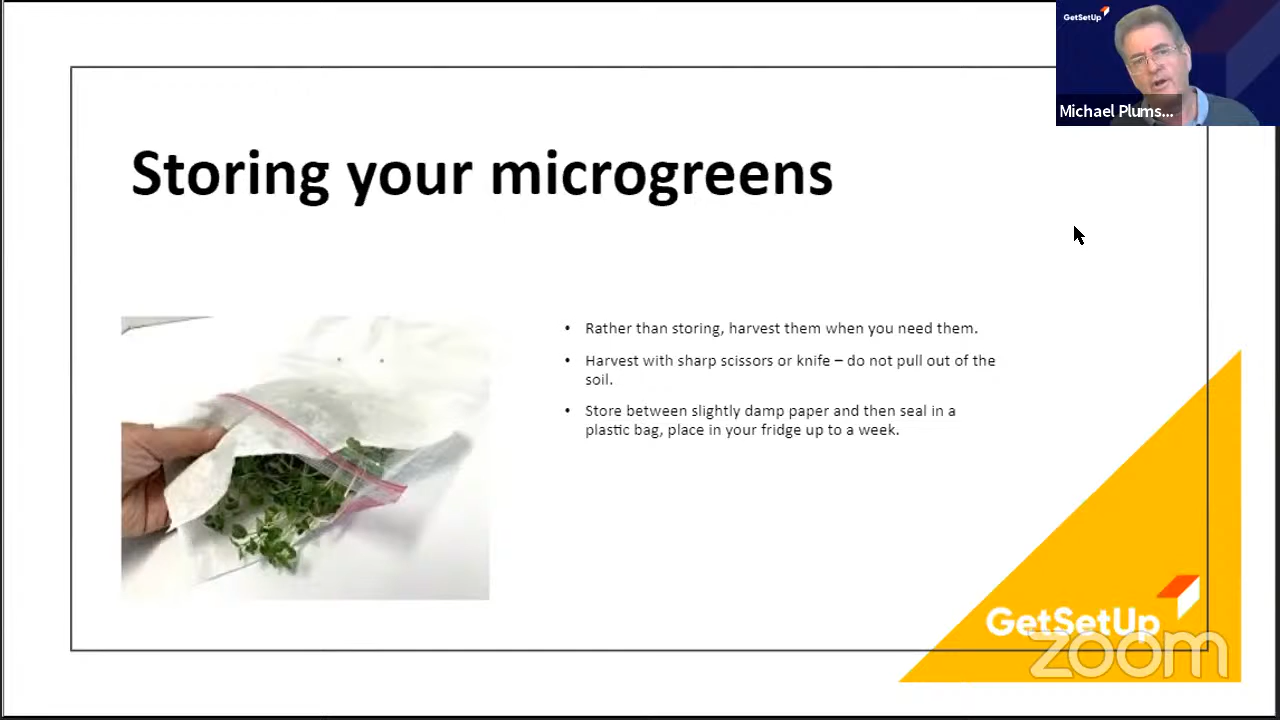 GetSetUp
Michael Plums...
Storing your microgreens
• Rather than storing, harvest them when you need them.
• Harvest with sharp scissors or knife – do not pull out of the
soil.
• Store between slightly damp paper and then seal in a
plastic bag, place in your fridge up to a week.
GetSetUp
zoom